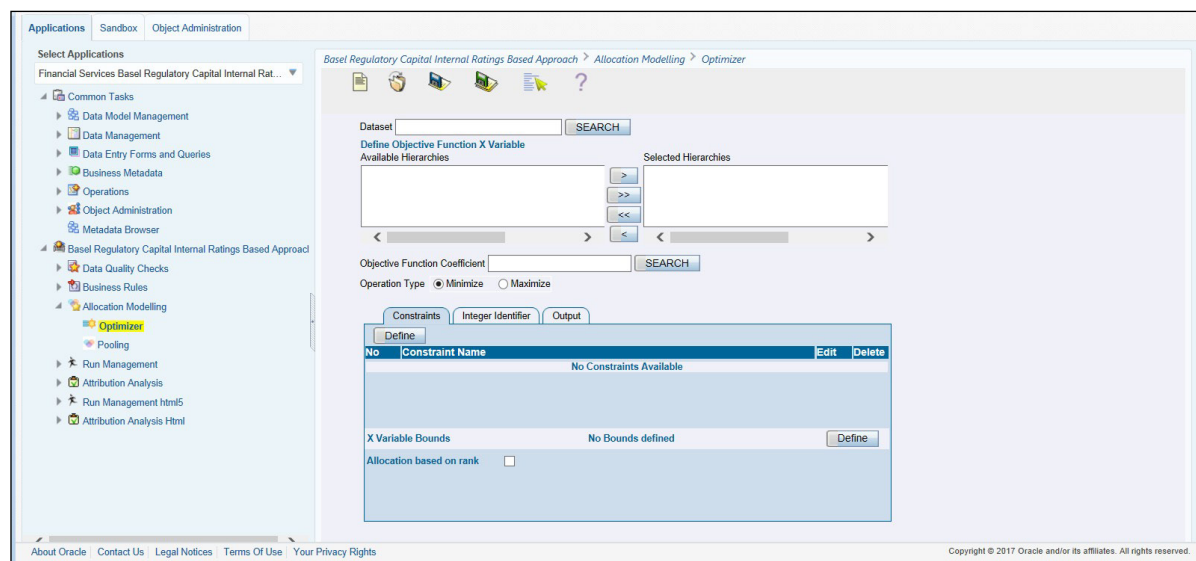 Applications Sandbox Object Administration
Select Applications
Financial Services Basel Regulatory Capital Internal Rat...
Common Tasks
Data Model Management
Data Management
Data Entry Forms and Queries
Business Metadata
Operations
Object Administration
Metadata Browser
Basel Regulatory Capital Internal Ratings Based Approach
Data Quality Checks
Business Rules
Allocation Modelling
Optimizer
Pooling
Run Management
Attribution Analysis
Run Management html5
Attribution Analysis Html
Basel Regulatory Capital Internal Ratings Based Approach > Allocation Modelling > Optimizer
?
Dataset SEARCH
Define Objective Function X Variable
Available Hierarchies Selected Hierarchies
>
>>
<<
<
Objective Function Coefficient SEARCH
Operation Type Minimize Maximize
Constraints Integer Identifier Output
Define
No Constraint Name Edit Delete
No Constraints Available
X Variable Bounds No Bounds defined Define
Allocation based on rank
About Oracle Contact Us Legal Notices Terms Of Use Your Privacy Rights
Copyright © 2017 Oracle and/or its affiliates. All rights reserved.